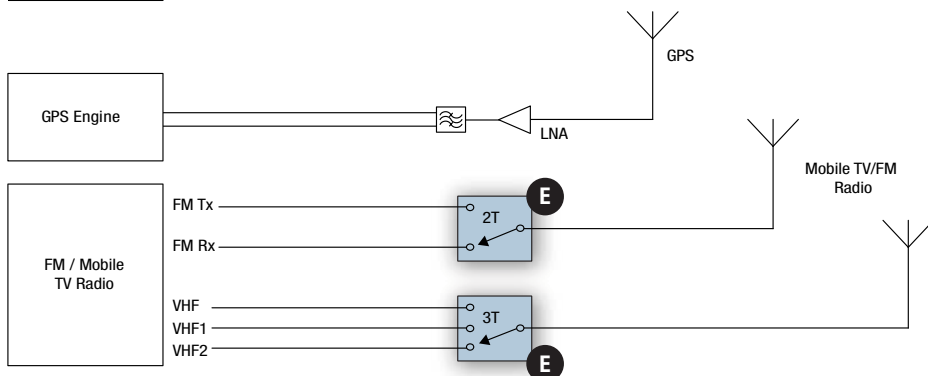 GPS
GPS Engine
LNA
Mobile TV/FM
Radio
E
FM Tx
2T
FM Rx
FM / Mobile
TV Radio
VHF
3T
VHF1
VHF2
E